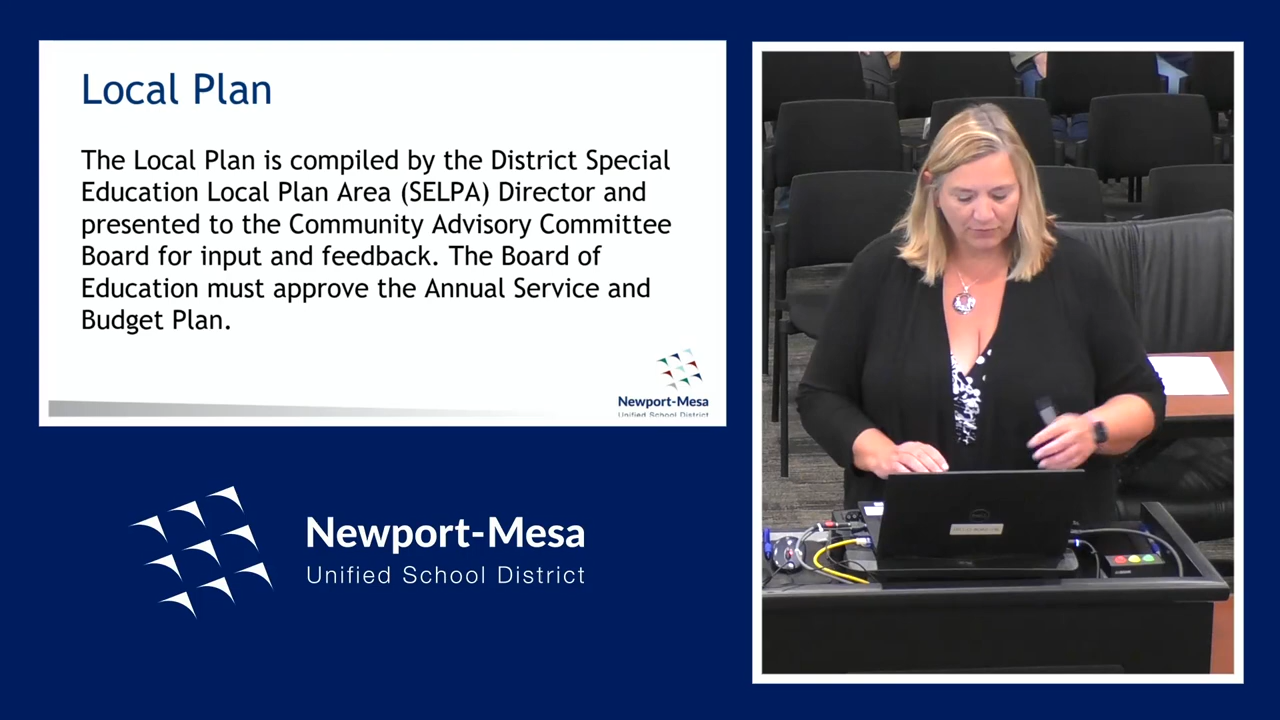 Local Plan
The Local Plan is compiled by the District Special
Education Local Plan Area (SELPA) Director and
presented to the Community Advisory Committee
Board for input and feedback. The Board of
Education must approve the Annual Service and
Budget Plan.
Newport-Mesa
Unified School District
Newport-Mesa
Unified School District
DELL